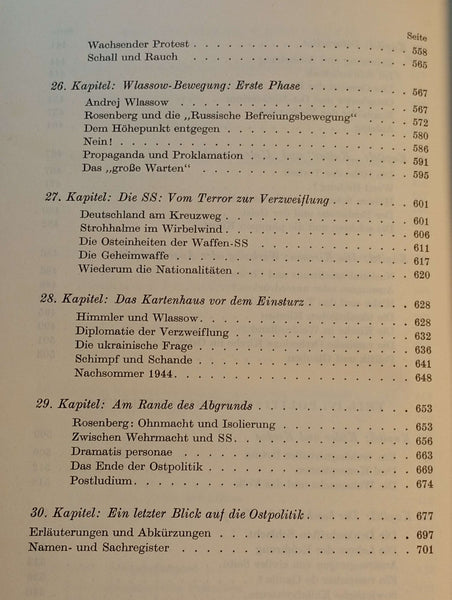 Seite
Wachsender Protest . . . . . . . . . . . . . . . 558
Schall und Rauch . . . . . . . . . . . . . . . 565
26. Kapitel: Wlassow-Bewegung: Erste Phase . . . . . . . . 567
Andrej Wlassow . . . . . . . . . . . . . . . 567
Rosenberg und die „Russische Befreiungsbewegung“ . . . . 572
Dem Höhepunkt entgegen . . . . . . . . . . . . 580
Nein! . . . . . . . . . . . . . . . . . . 586
Propaganda und Proklamation . . . . . . . . . . . 591
Das „große Warten“ . . . . . . . . . . . . . . 595
27. Kapitel: Die SS: Vom Terror zur Verzweiflung . . . . . . 601
Deutschland am Kreuzweg . . . . . . . . . . . . 601
Strohhalme im Wirbelwind . . . . . . . . . . . . 606
Die Osteinheiten der Waffen-SS . . . . . . . . . . 611
Die Geheimwaffe . . . . . . . . . . . . . . . 617
Wiederum die Nationalitäten . . . . . . . . . . . 620
28. Kapitel: Das Kartenhaus vor dem Einsturz . . . . . . . . 628
Himmler und Wlassow . . . . . . . . . . . . . 628
Diplomatie der Verzweiflung . . . . . . . . . . . 632
Die ukrainische Frage . . . . . . . . . . . . . 636
Schimpf und Schande . . . . . . . . . . . . . 641
Nachsommer 1944 . . . . . . . . . . . . . . . 648
29. Kapitel: Am Rande des Abgrunds . . . . . . . . . . . 653
Rosenberg: Ohnmacht und Isolierung . . . . . . . . 653
Zwischen Wehrmacht und SS . . . . . . . . . . . . 656
Dramatis personae . . . . . . . . . . . . . . 663
Das Ende der Ostpolitik . . . . . . . . . . . . 669
Postludium . . . . . . . . . . . . . . . . . 674
30. Kapitel: Ein letzter Blick auf die Ostpolitik . . . . . . . . 677
Erläuterungen und Abkürzungen . . . . . . . . . . . . 697
Namen- und Sachregister . . . . . . . . . . . . . . 701